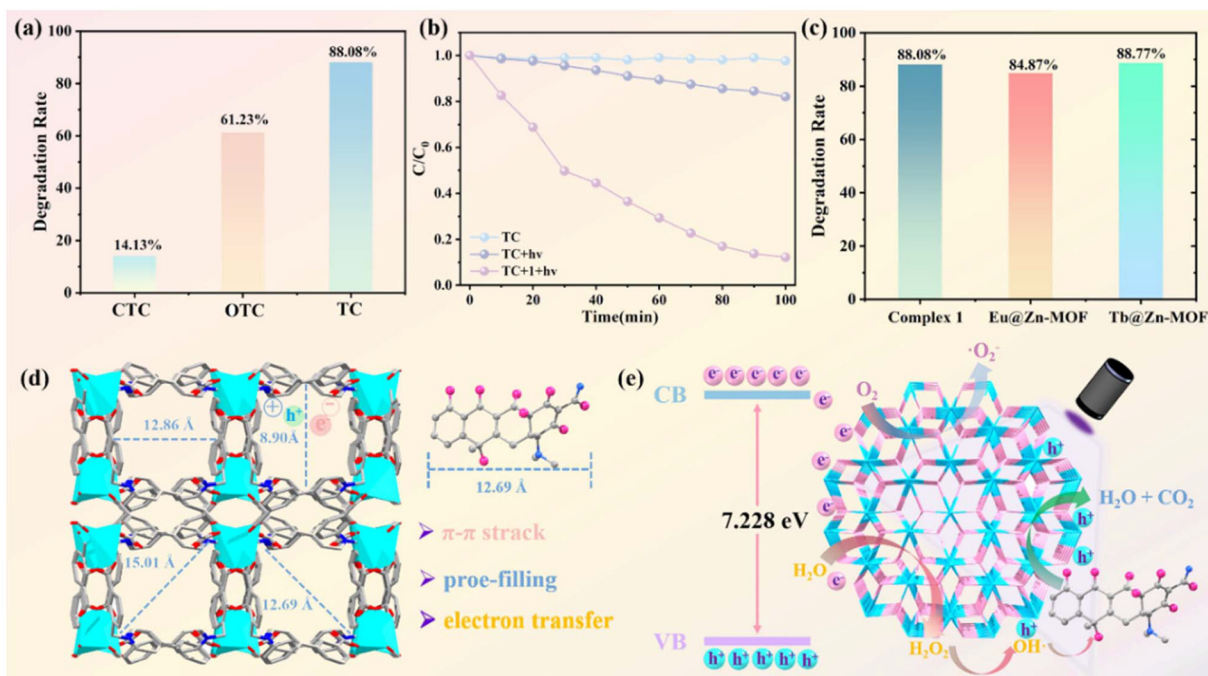 (a)
100
80
60
40
20
0
Degradation Rate
14.13%
61.23%
88.08%
CTC
OTC
TC
(b)
1.0
0.8
0.6
0.4
0.2
0.0
C/C₀
TC
TC+hv
TC+1+hv
0
20
40
60
80
100
Time(min)
(c)
100
80
60
40
20
0
Degradation Rate
88.08%
84.87%
88.77%
Complex 1
Eu@Zn-MOF
Tb@Zn-MOF
(d)
12.86 Å
+
h⁺
−
e⁻
8.90Å
15.01 Å
12.69 Å
12.69 Å
π-π strack
proe-filling
electron transfer
(e)
CB
e⁻ e⁻ e⁻ e⁻ e⁻
7.228 eV
VB
h⁺ h⁺ h⁺ h⁺ h⁺
e⁻
e⁻
e⁻
e⁻
e⁻
O₂
·O₂⁻
h⁺
H₂O + CO₂
h⁺
h⁺
H₂O
H₂O₂
h⁺
OH·